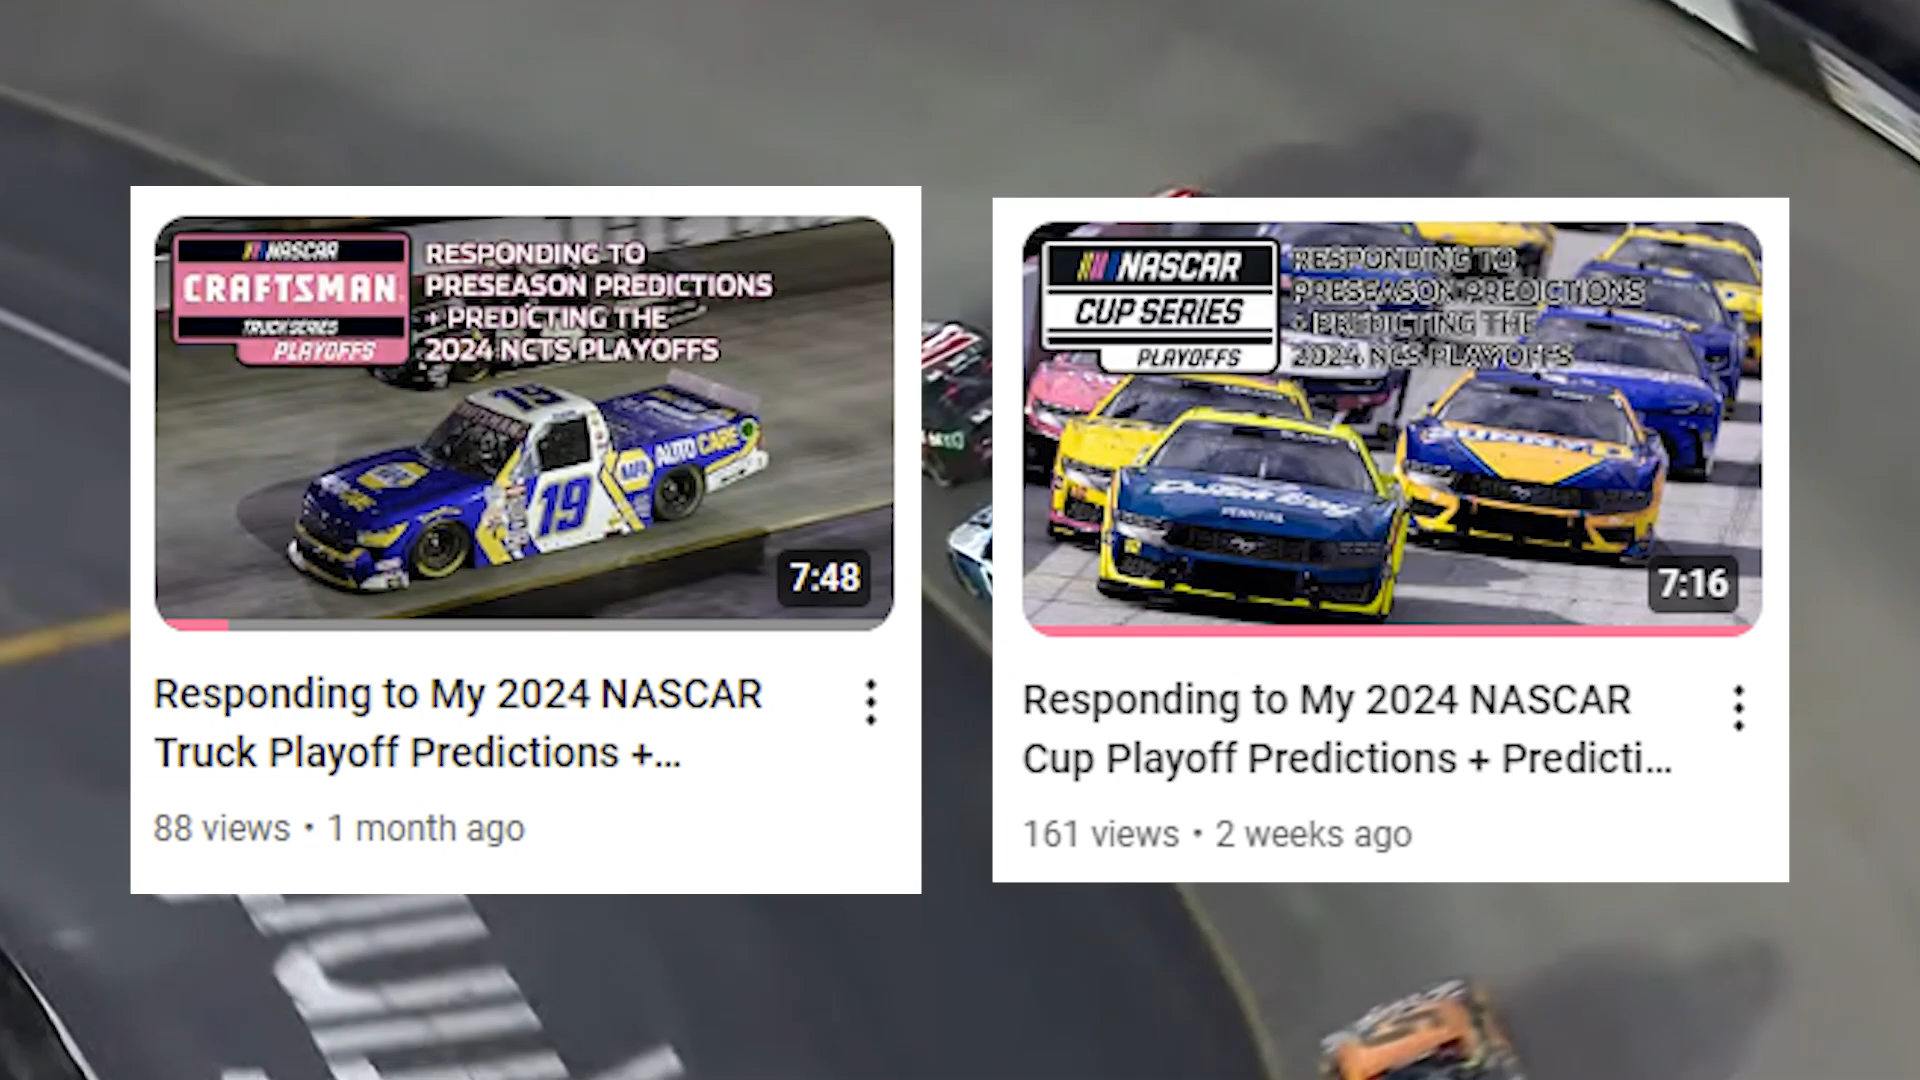 NASCAR
CRAFTSMAN
TRUCK SERIES
PLAYOFFS
RESPONDING TO
PRESEASON PREDICTIONS
+ PREDICTING THE
2024 NCTS PLAYOFFS
19
19
NAPA
AUTO CARE
7:48
Responding to My 2024 NASCAR
Truck Playoff Predictions +...
88 views • 1 month ago
NASCAR
CUP SERIES
PLAYOFFS
RESPONDING TO
PRESEASON PREDICTIONS
+ PREDICTING THE
2024 NCS PLAYOFFS
Dutch Boy
MENARDS
7:16
Responding to My 2024 NASCAR
Cup Playoff Predictions + Predicti...
161 views • 2 weeks ago